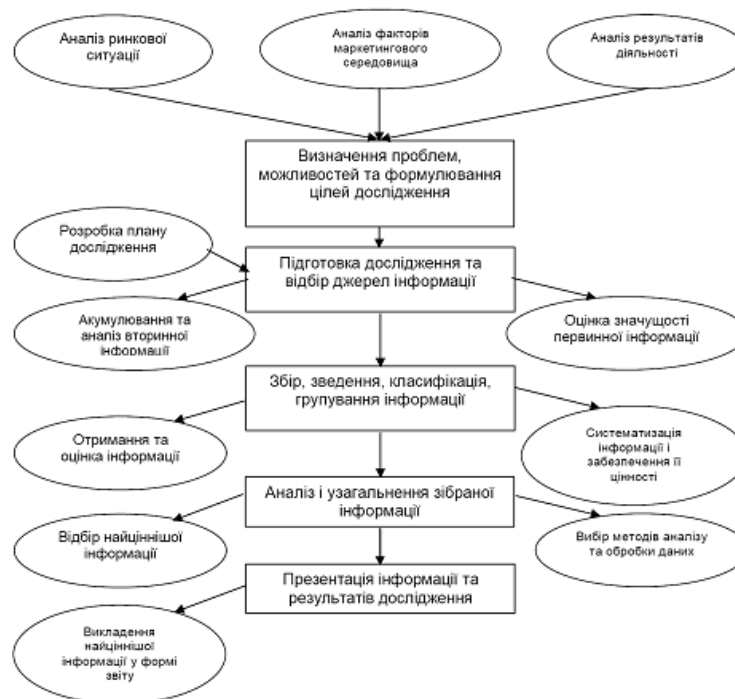 Аналіз ринкової
ситуації
Аналіз факторів
маркетингового
середовища
Аналіз результатів
діяльності
Визначення проблем,
можливостей та формулювання
цілей дослідження
Розробка плану
дослідження
Підготовка дослідження та
відбір джерел інформації
Акумулювання та
аналіз вторинної
інформації
Оцінка значущості
первинної інформації
Збір, зведення, класифікація,
групування інформації
Отримання та
оцінка інформації
Систематизація
інформації і
забезпечення її
цінності
Аналіз і узагальнення зібраної
інформації
Відбір найціннішої
інформації
Вибір методів аналізу
та обробки даних
Презентація інформації та
результатів дослідження
Викладення
найціннішої
інформації у формі
звіту